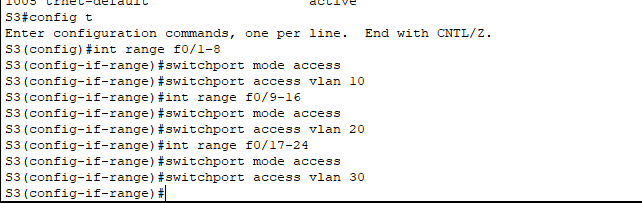 1005 trnet-default active
S3#config t
Enter configuration commands, one per line.  End with CNTL/Z.
S3(config)#int range f0/1-8
S3(config-if-range)#switchport mode access
S3(config-if-range)#switchport access vlan 10
S3(config-if-range)#int range f0/9-16
S3(config-if-range)#switchport mode access
S3(config-if-range)#switchport access vlan 20
S3(config-if-range)#int range f0/17-24
S3(config-if-range)#switchport mode access
S3(config-if-range)#switchport access vlan 30
S3(config-if-range)#